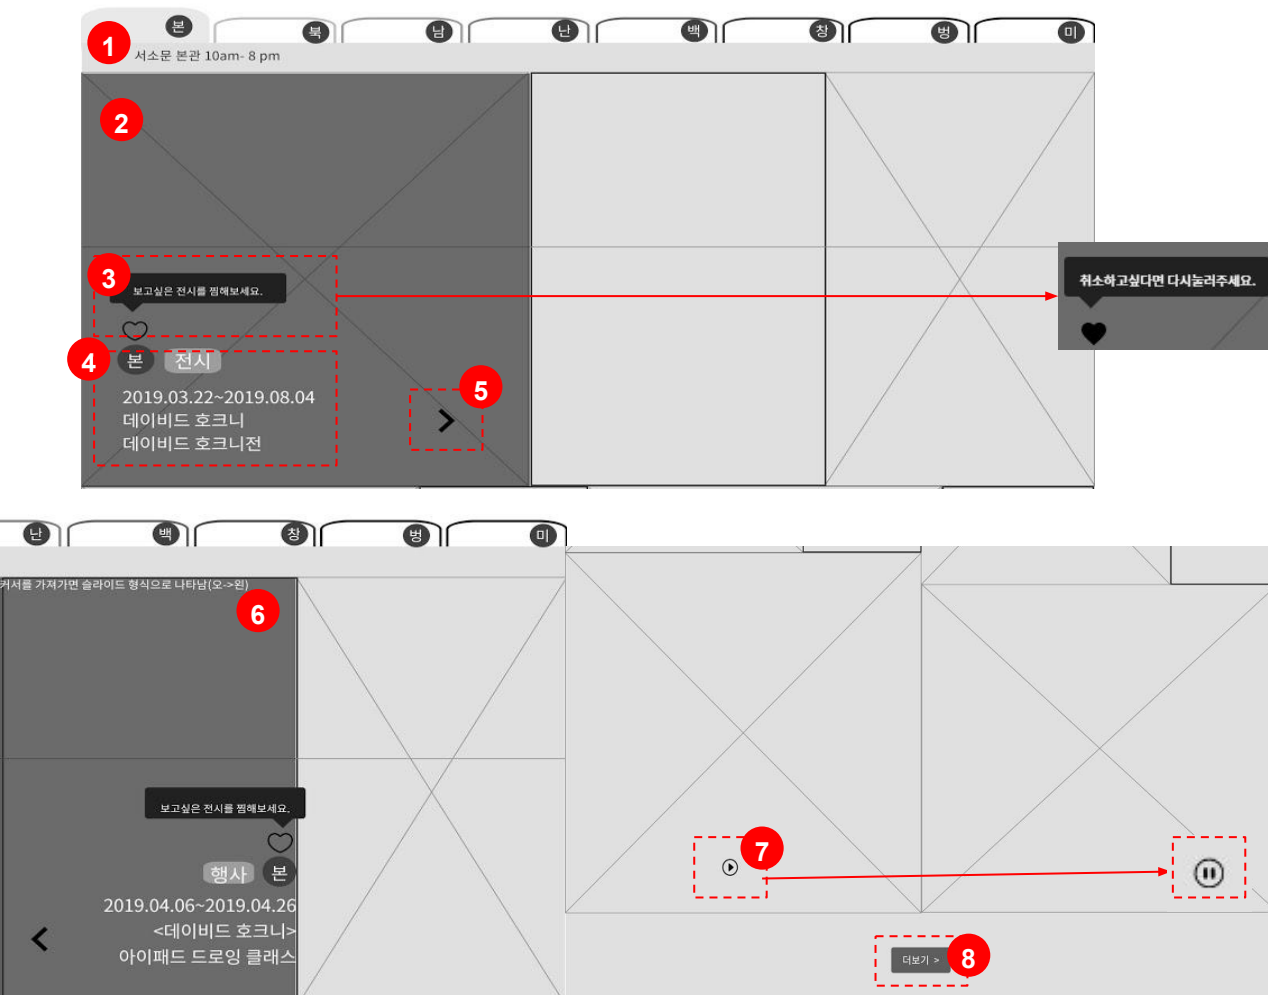 본
북
남
난
백
창
벙
미
1
서소문 본관 10am- 8 pm
2
3
보고싶은 전시를 찜해보세요.
취소하고싶다면 다시눌러주세요.
4
본 전시
2019.03.22~2019.08.04
데이비드 호크니
데이비드 호크니전
5
난
백
창
벙
미
커서를 가져가면 슬라이드 형식으로 나타남(오->왼)
6
보고싶은 전시를 찜해보세요.
행사 본
2019.04.06~2019.04.26
<데이비드 호크니>
아이패드 드로잉 클래스
7
더보기 >
8